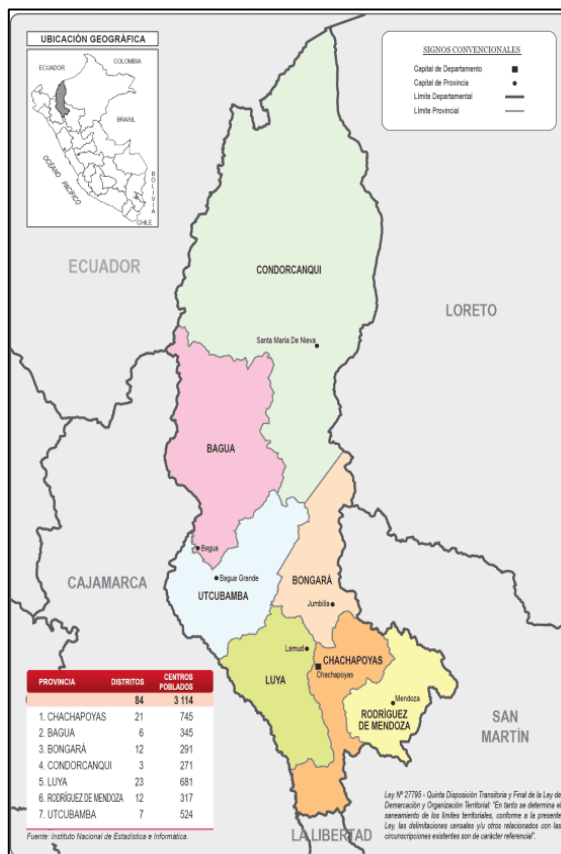 UBICACIÓN GEOGRÁFICA
ECUADOR
COLOMBIA
BRASIL
OCÉANO PACÍFICO
BOLIVIA
CHILE
SIGNOS CONVENCIONALES
Capital de Departamento
Capital de Provincia
Límite Departamental
Límite Provincial
ECUADOR
CONDORCANQUI
LORETO
Santa María De Nieva
BAGUA
Bagua
Bagua Grande
CAJAMARCA
UTCUBAMBA
BONGARÁ
Jumbilla
Lamud
CHACHAPOYAS
Chachapoyas
LUYA
Mendoza
RODRÍGUEZ
DE MENDOZA
SAN
MARTÍN
LA LIBERTAD
PROVINCIA DISTRITOS CENTROS POBLADOS
84 3 114
1. CHACHAPOYAS 21 745
2. BAGUA 6 345
3. BONGARÁ 12 291
4. CONDORCANQUI 3 271
5. LUYA 23 681
6. RODRÍGUEZ DE MENDOZA 12 317
7. UTCUBAMBA 7 524
Fuente: Instituto Nacional de Estadística e Informática.
Ley Nº 27795 - Quinta Disposición Transitoria y Final de la Ley de
Demarcación y Organización Territorial: "En tanto se determina el
saneamiento de los límites territoriales, conforme a la presente
Ley, las delimitaciones censales y/u otros relacionados con las
circunscripciones existentes son de carácter referencial".